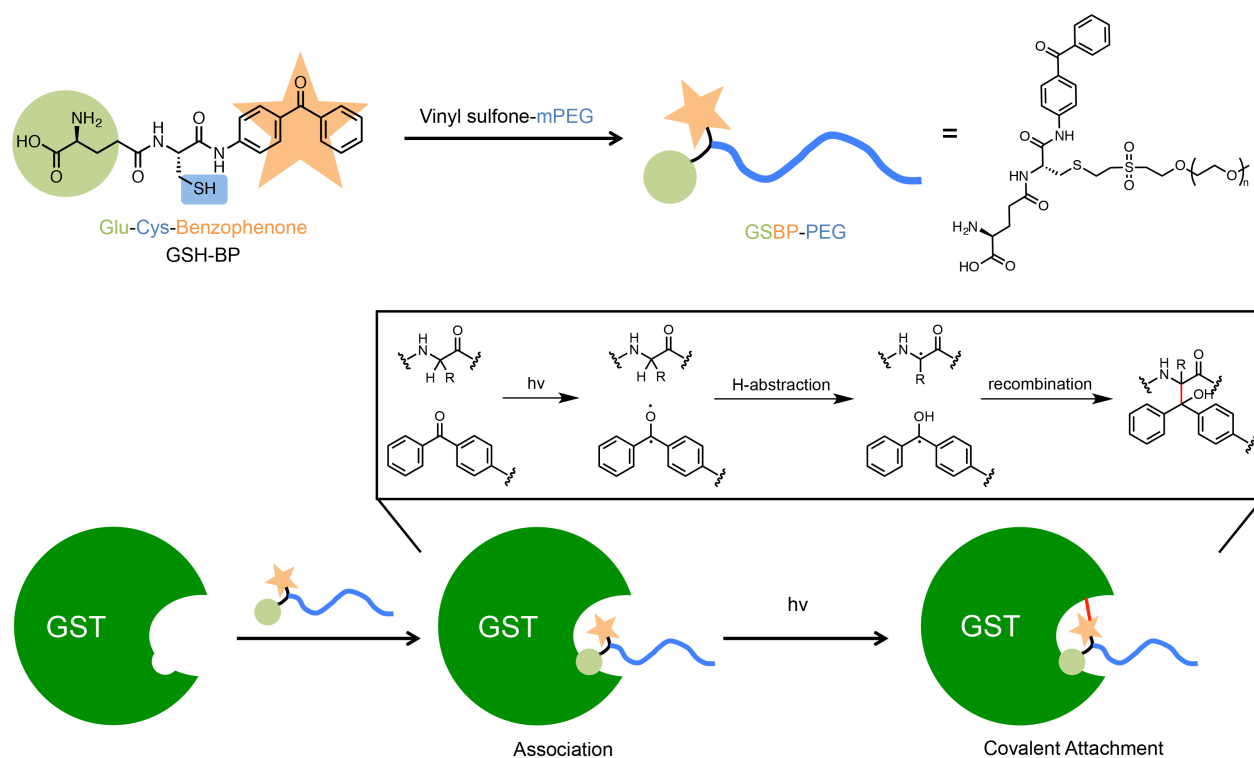 NH2
HO
O
O
H
N
O
N
H
O
SH
Glu-Cys-Benzophenone
GSH-BP
Vinyl sulfone-mPEG
GSBP-PEG
=
O
NH
O
HN
S
O
S
O
O
O
n
O
H2N
HO
O
H
N
O
H
R
O
hv
H
N
O
H
R
O
H-abstraction
H
N
O
R
OH
recombination
H
N
R
O
OH
GST
GST
hv
GST
Association
Covalent Attachment